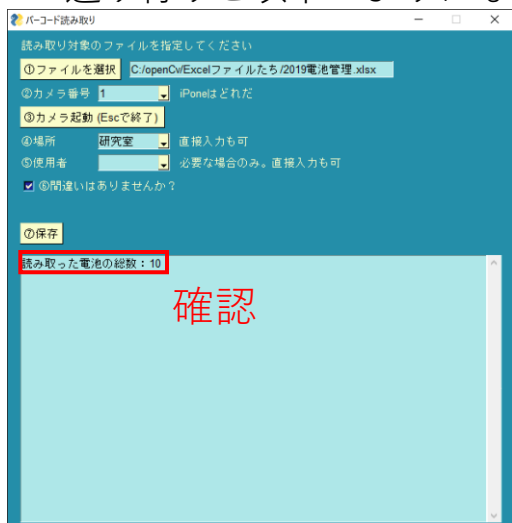 バーコード読み取り
読み取り対象のファイルを指定してください
①ファイルを選択 C:/openCv/Excelファイルたち/2019電池管理.xlsx
②カメラ番号 1 iPoneはどれだ
③カメラ起動 (Escで終了)
④場所 研究室 直接入力も可
⑤使用者 必要な場合のみ。直接入力も可
⑥間違いはありませんか？
⑦保存
読み取った電池の総数：10
確認